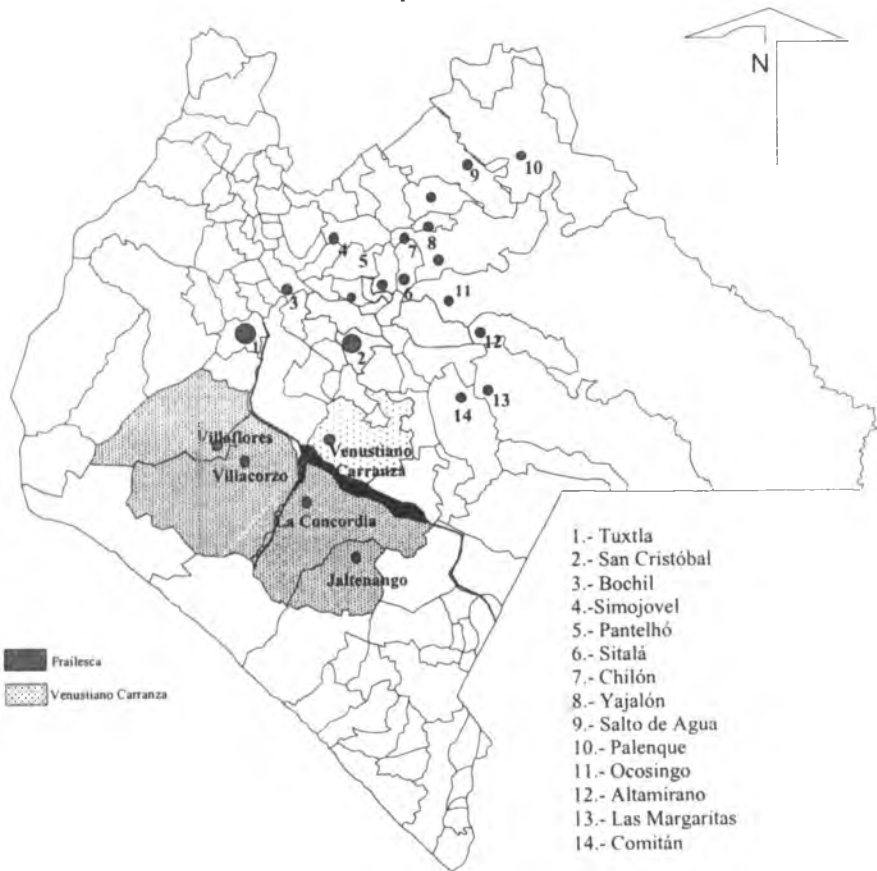 N
10
9
8
4
7
5
6
3
11
1
2
12
13
14
Villaflores
Venustiano
Carranza
Villacorzo
La Concordia
Jaltenango
1.- Tuxtla
2.- San Cristóbal
3.- Bochil
4.-Simojovel
5.- Pantelhó
6.- Sitalá
7.- Chilón
8.- Yajalón
9.- Salto de Agua
10.- Palenque
11.- Ocosingo
12.- Altamirano
13.- Las Margaritas
14.- Comitán
Frailesca
Venustiano Carranza